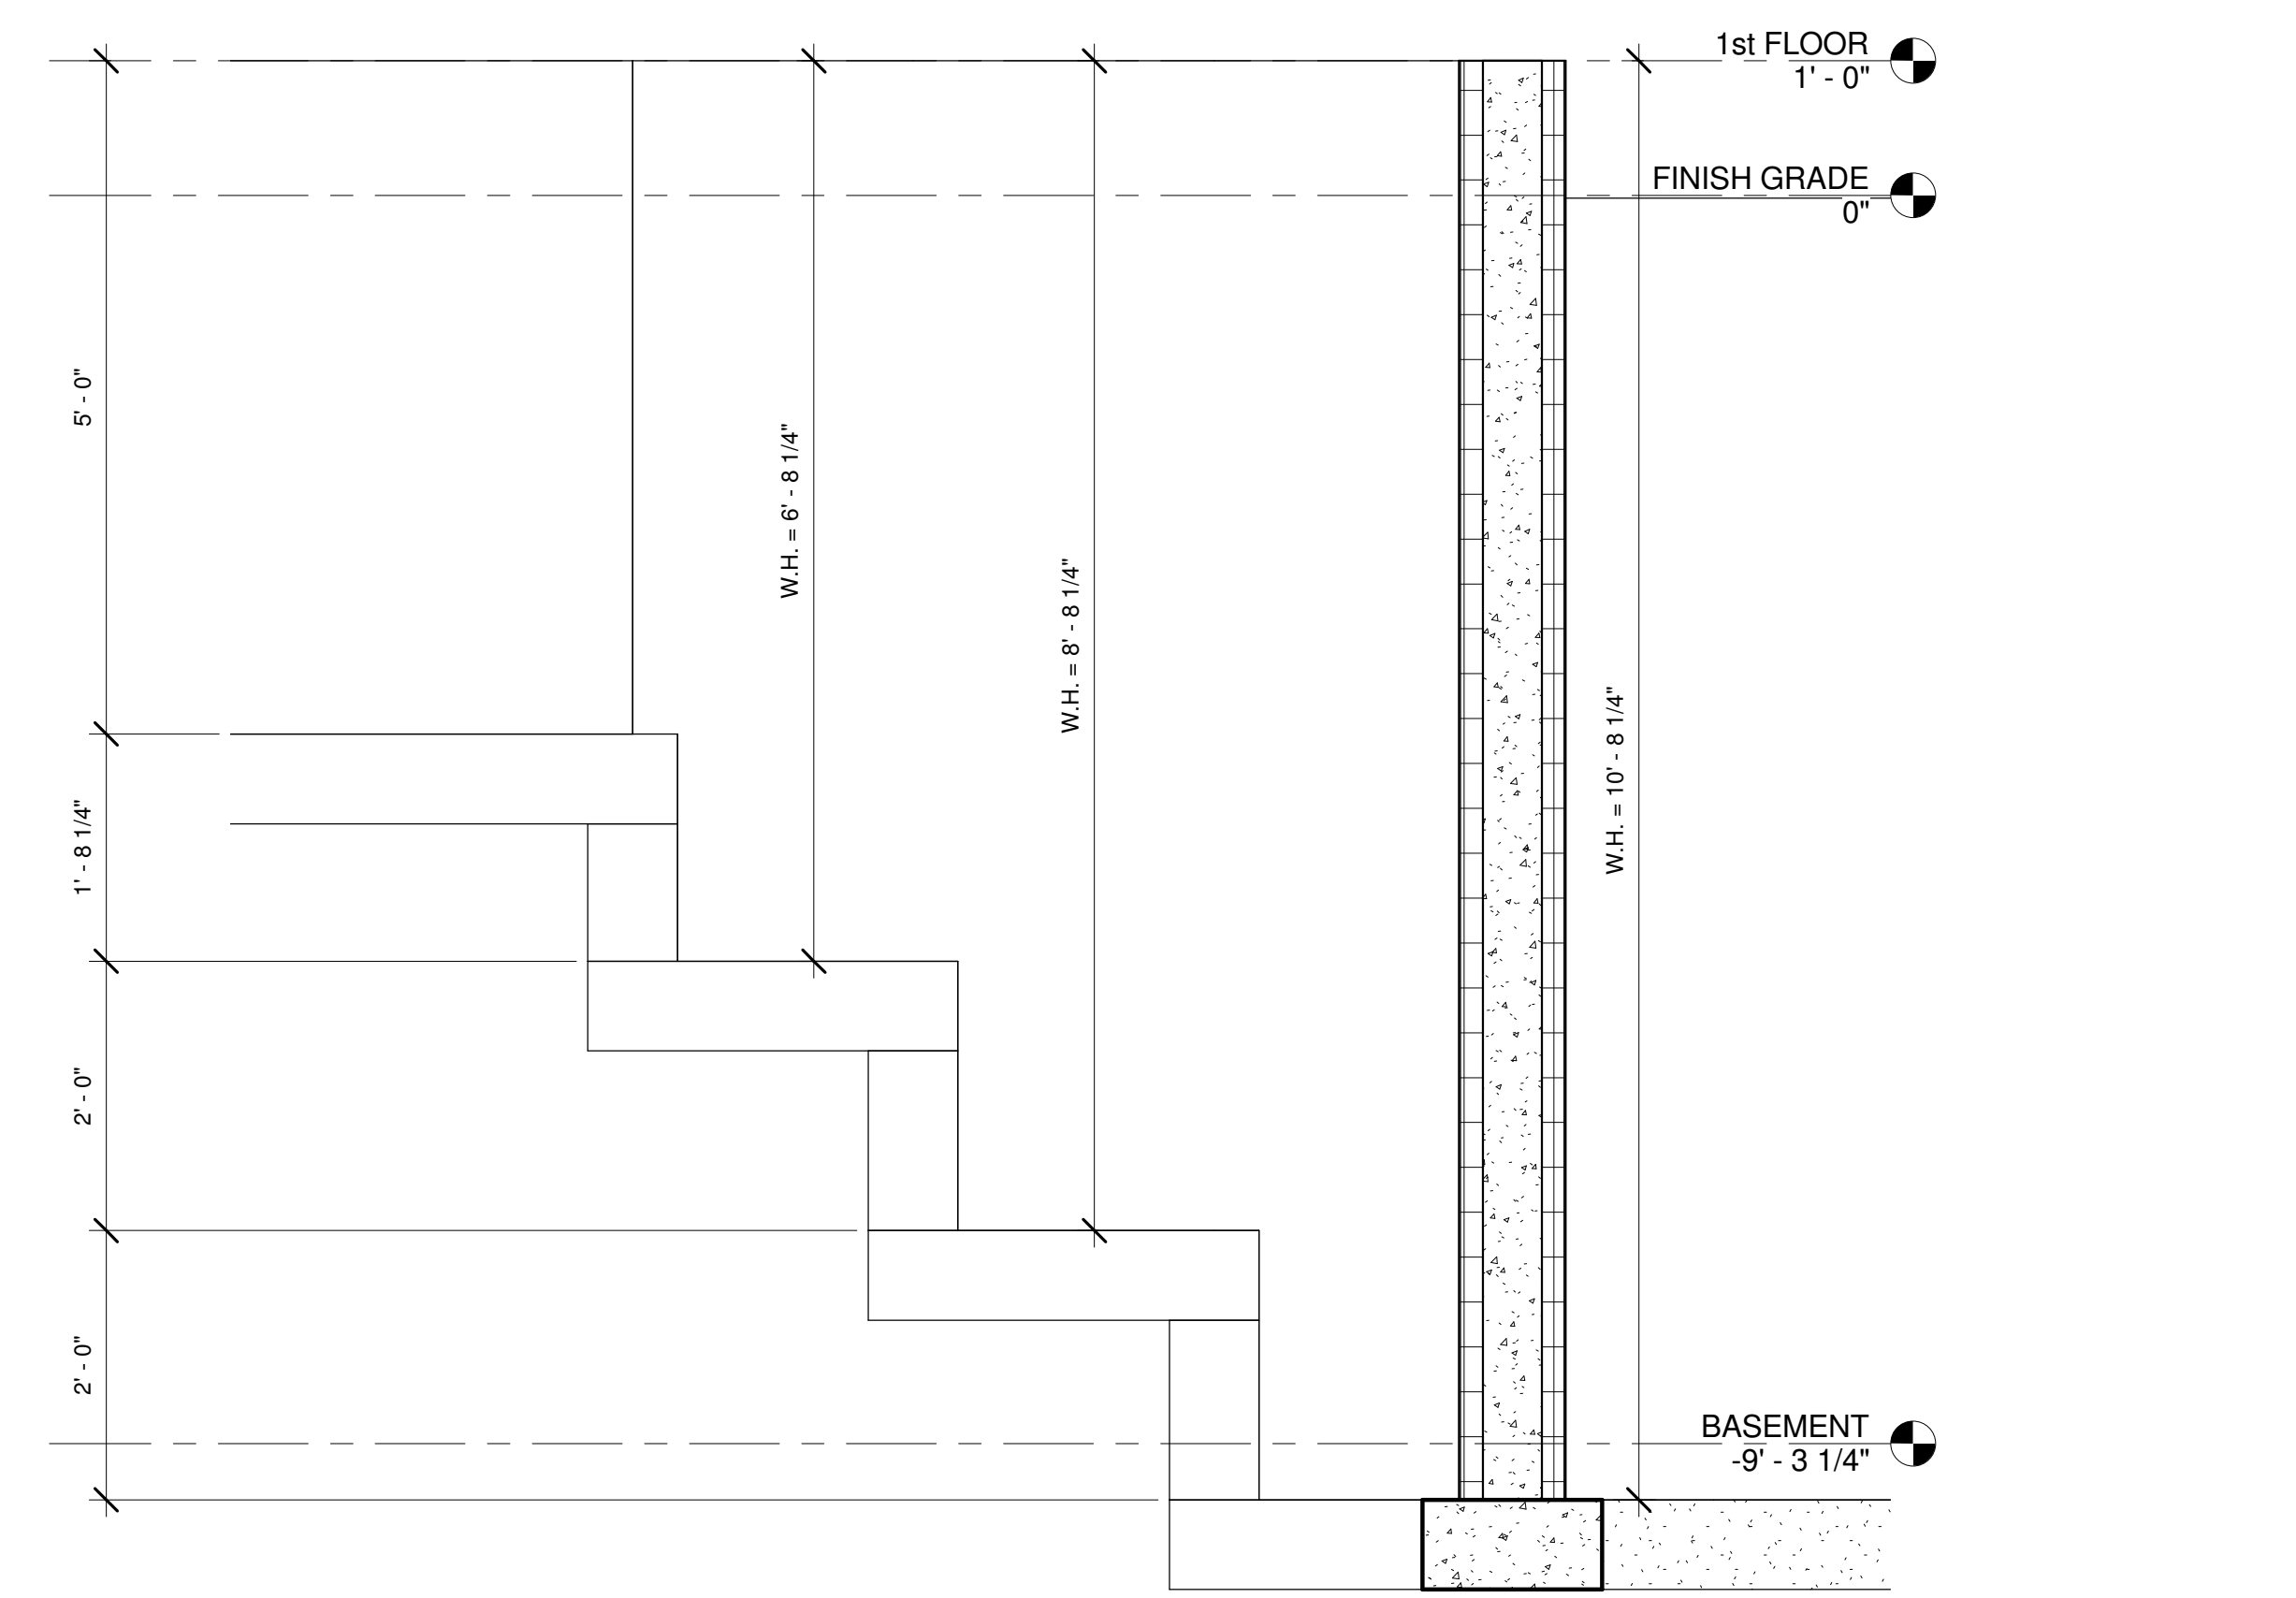 1st FLOOR
1' - 0"
FINISH GRADE
0"
5' - 0"
W.H. = 6' - 8 1/4"
W.H. = 8' - 8 1/4"
W.H. = 10' - 8 1/4"
1' - 8 1/4"
2' - 0"
2' - 0"
BASEMENT
-9' - 3 1/4"